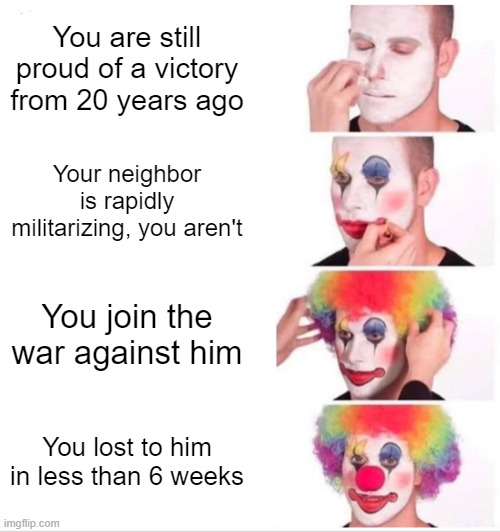 You are still
proud of a victory
from 20 years ago
Your neighbor
is rapidly
militarizing, you aren't
You join the
war against him
You lost to him
in less than 6 weeks
imgflip.com